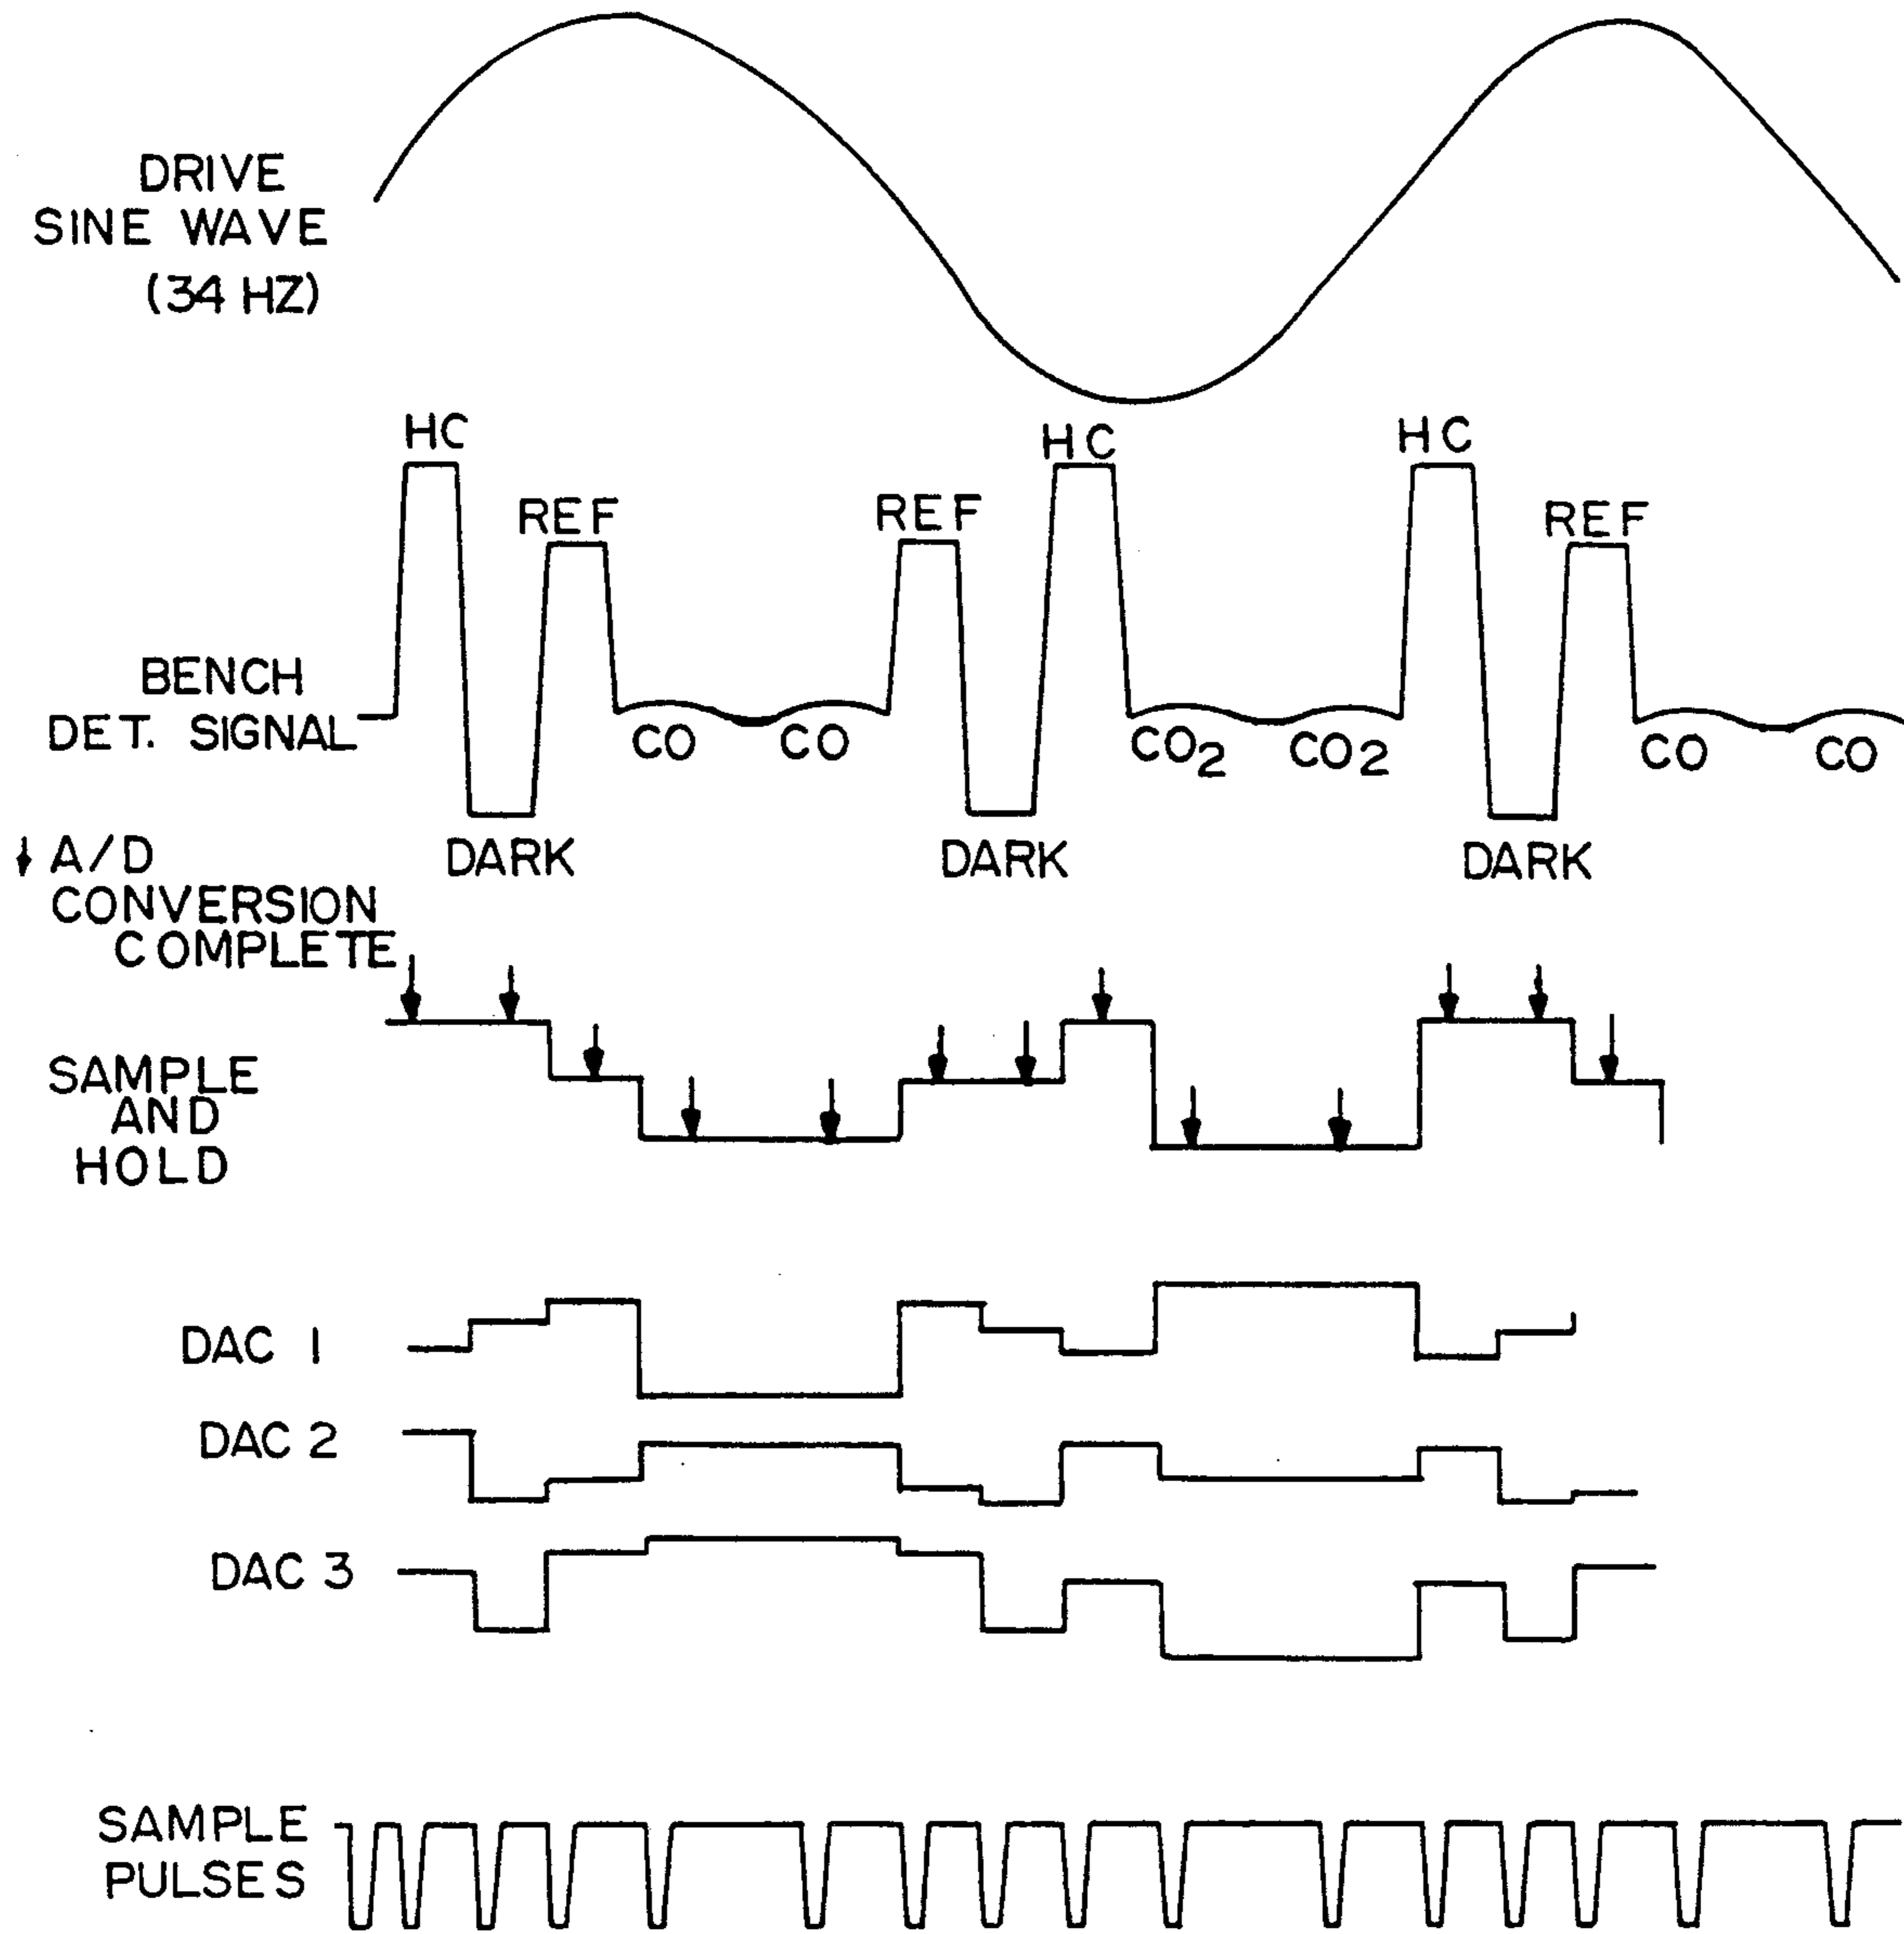 DRIVE
SINE WAVE
(34 HZ)
HC
HC
HC
REF
REF
REF
BENCH
DET. SIGNAL
CO
CO
CO2
CO2
CO
CO
DARK
DARK
DARK
A/D
CONVERSION
COMPLETE
SAMPLE
AND
HOLD
DAC 1
DAC 2
DAC 3
SAMPLE
PULSES